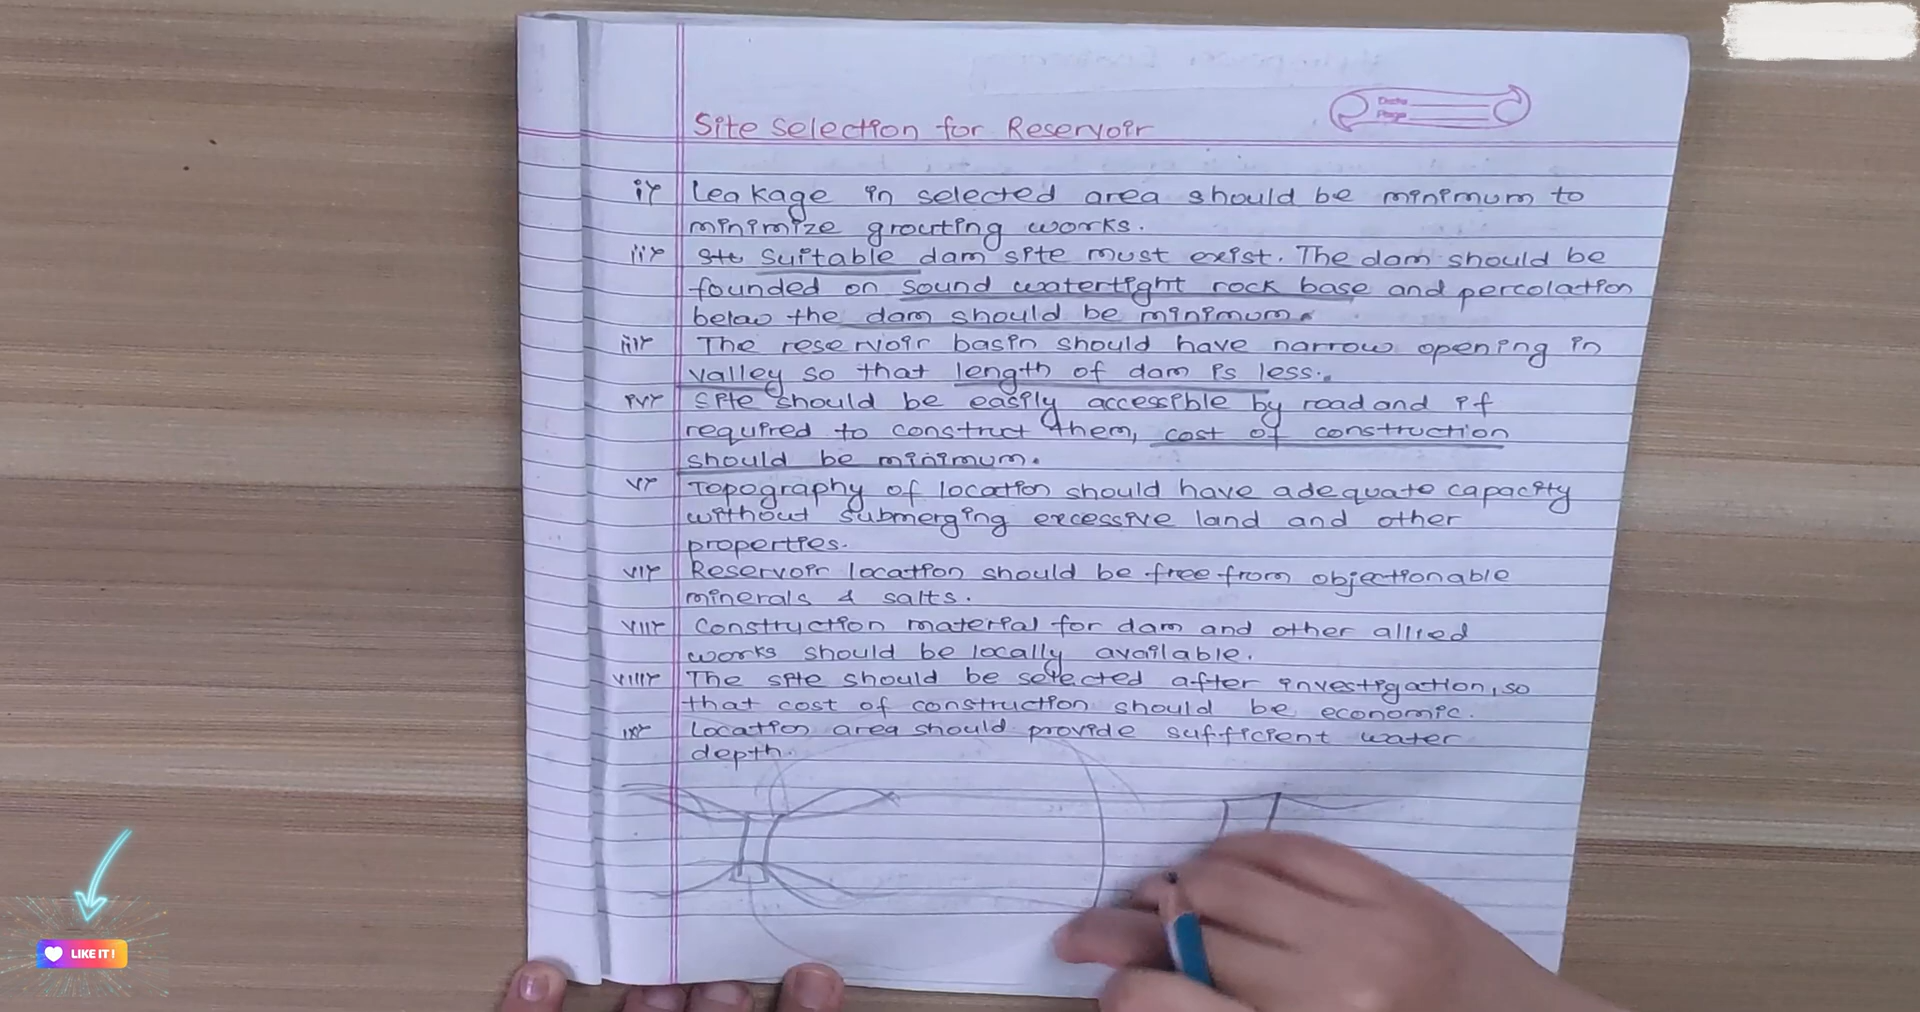 Date
Page
Site Selection for Reservoir
i) Leakage in selected area should be minimum to
minimize grouting works.
ii) Suitable dam site must exist. The dam should be
founded on sound watertight rock base and percolation
below the dam should be minimum.
iii) The reservoir basin should have narrow opening in
valley so that length of dam is less.
iv) Site should be easily accessible by road and if
required to construct them, cost of construction
should be minimum.
v) Topography of location should have adequate capacity
without submerging excessive land and other
properties.
vi) Reservoir location should be free from objectionable
minerals & salts.
vii) Construction material for dam and other allied
works should be locally available.
viii) The site should be selected after investigation, so
that cost of construction should be economic.
ix) Location area should provide sufficient water
depth.
LIKE IT !